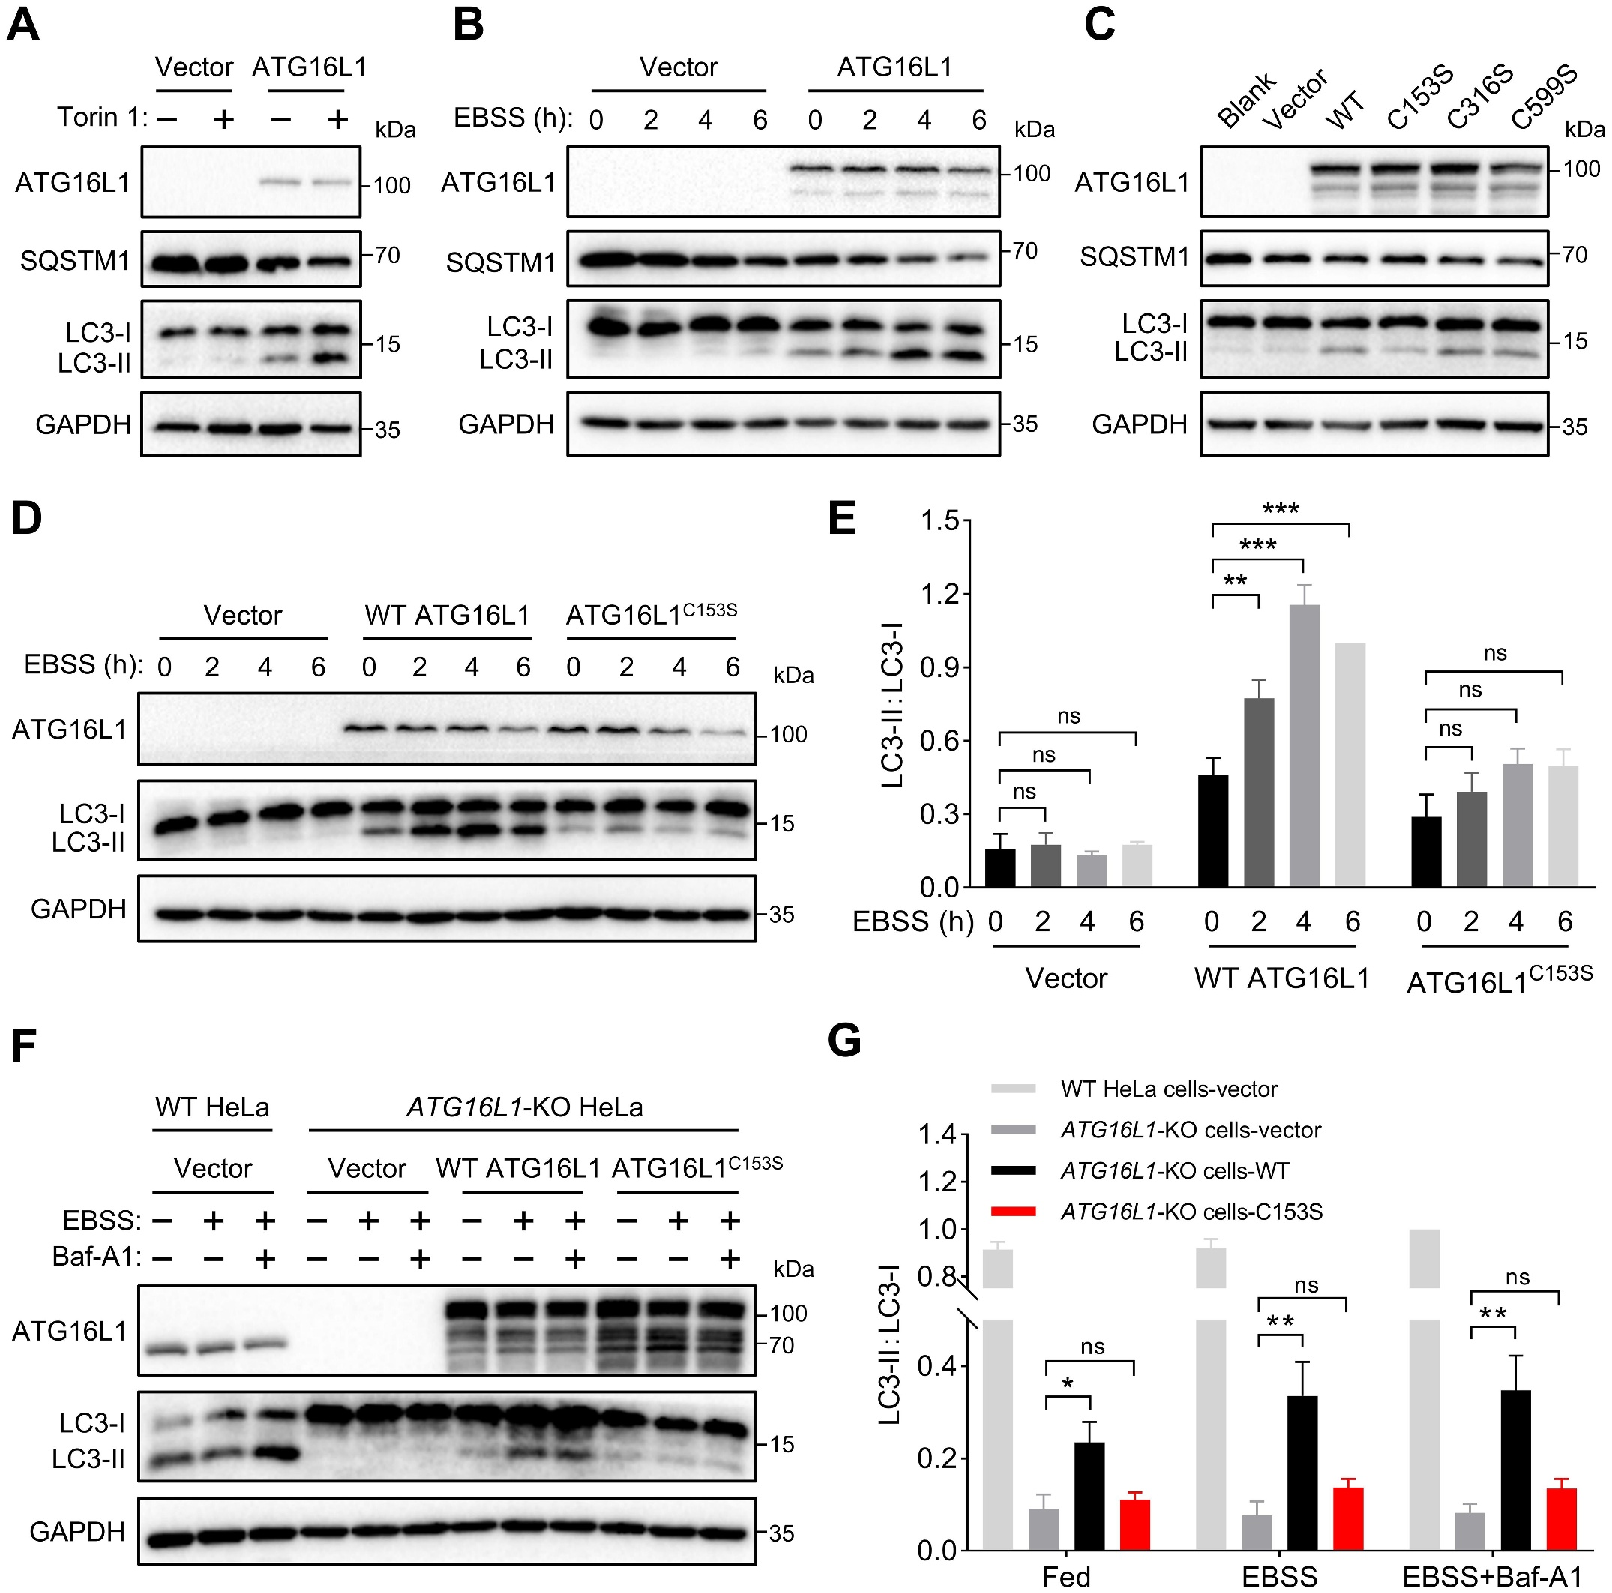 A
Vector ATG16L1
Torin 1: − + − +
kDa
ATG16L1
100
SQSTM1
70
LC3-I
LC3-II
15
GAPDH
35
B
Vector ATG16L1
EBSS (h): 0 2 4 6 0 2 4 6
kDa
ATG16L1
100
SQSTM1
70
LC3-I
LC3-II
15
GAPDH
35
C
Blank Vector WT C153S C316S C599S
kDa
ATG16L1
100
SQSTM1
70
LC3-I
LC3-II
15
GAPDH
35
D
Vector WT ATG16L1 ATG16L1C153S
EBSS (h): 0 2 4 6 0 2 4 6 0 2 4 6
kDa
ATG16L1
100
LC3-I
LC3-II
15
GAPDH
35
E
LC3-II: LC3-I
1.5
1.2
0.9
0.6
0.3
0.0
ns
ns
ns
***
***
**
ns
ns
ns
EBSS (h) 0 2 4 6 0 2 4 6 0 2 4 6
Vector WT ATG16L1 ATG16L1C153S
F
WT HeLa ATG16L1-KO HeLa
Vector Vector WT ATG16L1 ATG16L1C153S
EBSS: − + + − + + − + + − + +
Baf-A1: − − + − − + − − + − − +
kDa
ATG16L1
100
70
LC3-I
LC3-II
15
GAPDH
35
G
WT HeLa cells-vector
ATG16L1-KO cells-vector
ATG16L1-KO cells-WT
ATG16L1-KO cells-C153S
LC3-II: LC3-I
1.4
1.2
1.0
0.8
0.4
0.2
0.0
ns
*
ns
**
ns
**
Fed EBSS EBSS+Baf-A1